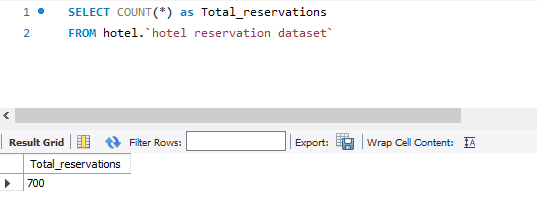 1 SELECT COUNT(*) as Total_reservations
2 FROM hotel.`hotel reservation dataset`
Result Grid Filter Rows: Export: Wrap Cell Content: IA
Total_reservations
700